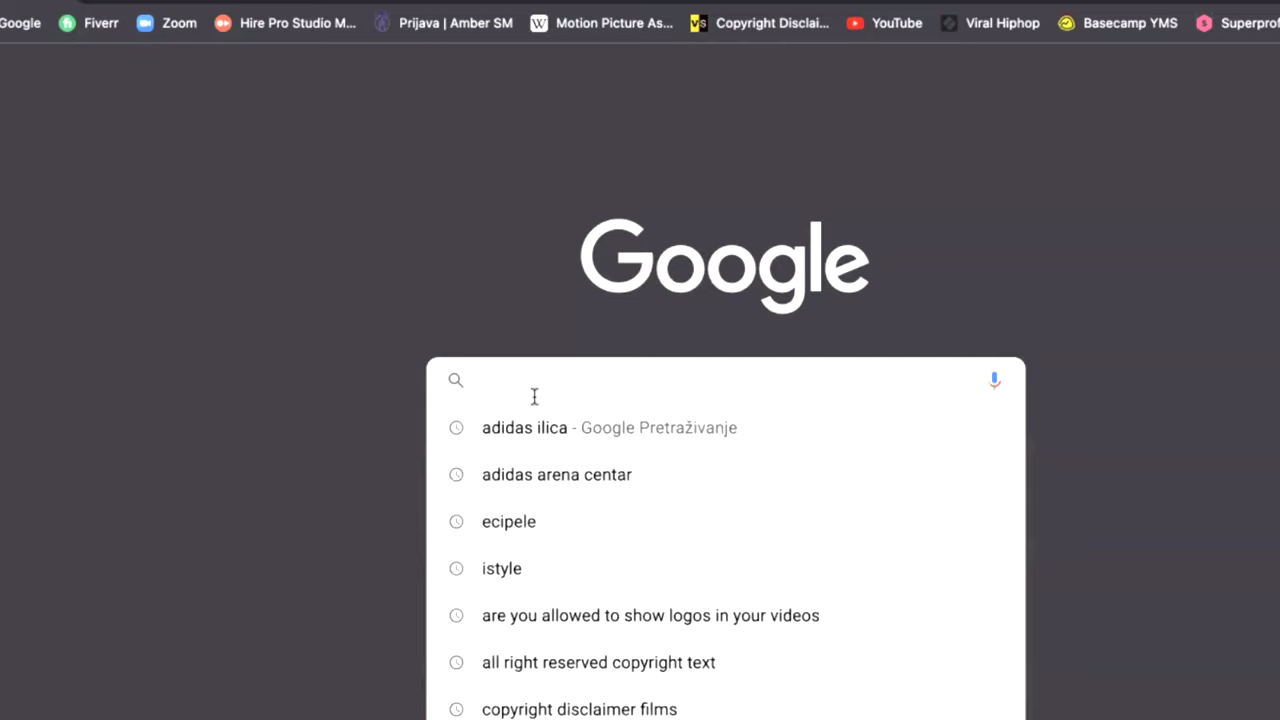 Google Fiverr Zoom Hire Pro Studio M... Prijava | Amber SM Motion Picture As... Copyright Disclai... YouTube Viral Hiphop Basecamp YMS Superprof
Google
adidas ilica - Google Pretraživanje
adidas arena centar
ecipele
istyle
are you allowed to show logos in your videos
all right reserved copyright text
copyright disclaimer films